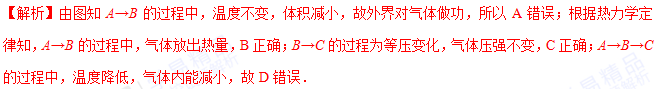 【解析】由图知 A→B 的过程中，温度不变，体积减小，故外界对气体做功，所以 A 错误；根据热力学定
律知，A→B 的过程中，气体放出热量，B 正确；B→C 的过程为等压变化，气体压强不变，C 正确；A→B→C
的过程中，温度降低，气体内能减小，故 D 错误．